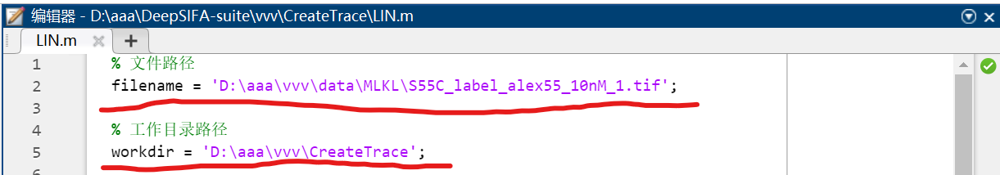 编辑器 - D:\aaa\DeepSIFA-suite\vvv\CreateTrace\LIN.m
LIN.m
1 % 文件路径
2 filename = 'D:\aaa\vvv\data\MLKL\S55C_label_alex55_10nM_1.tif';
3
4 % 工作目录路径
5 workdir = 'D:\aaa\vvv\CreateTrace';
6